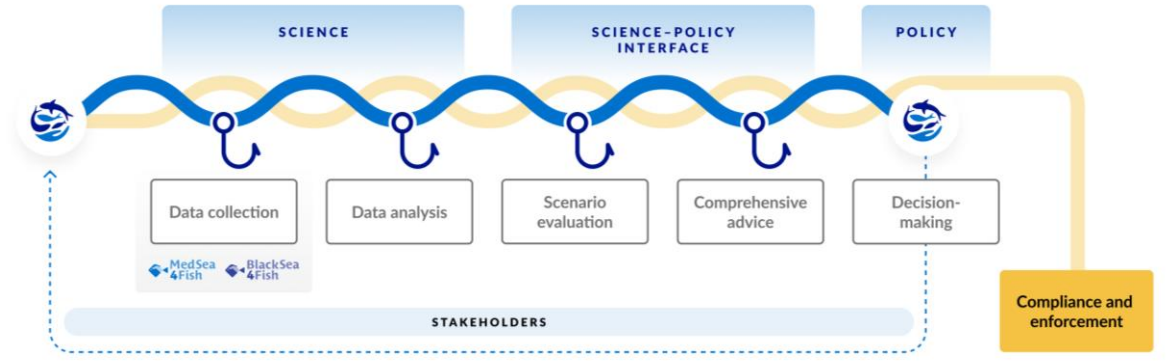 SCIENCE
SCIENCE–POLICY
INTERFACE
POLICY
Data collection
Data analysis
Scenario
evaluation
Comprehensive
advice
Decision-
making
MedSea
4Fish
BlackSea
4Fish
Compliance and
enforcement
STAKEHOLDERS